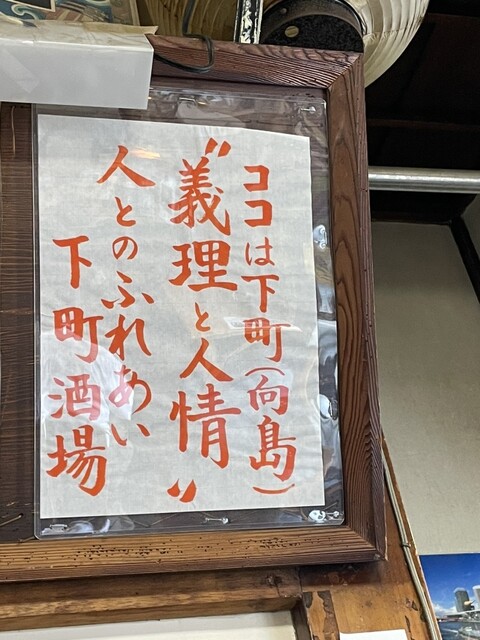 ココは下町(向島)
"義理と人情"
人とのふれあい
下町酒場